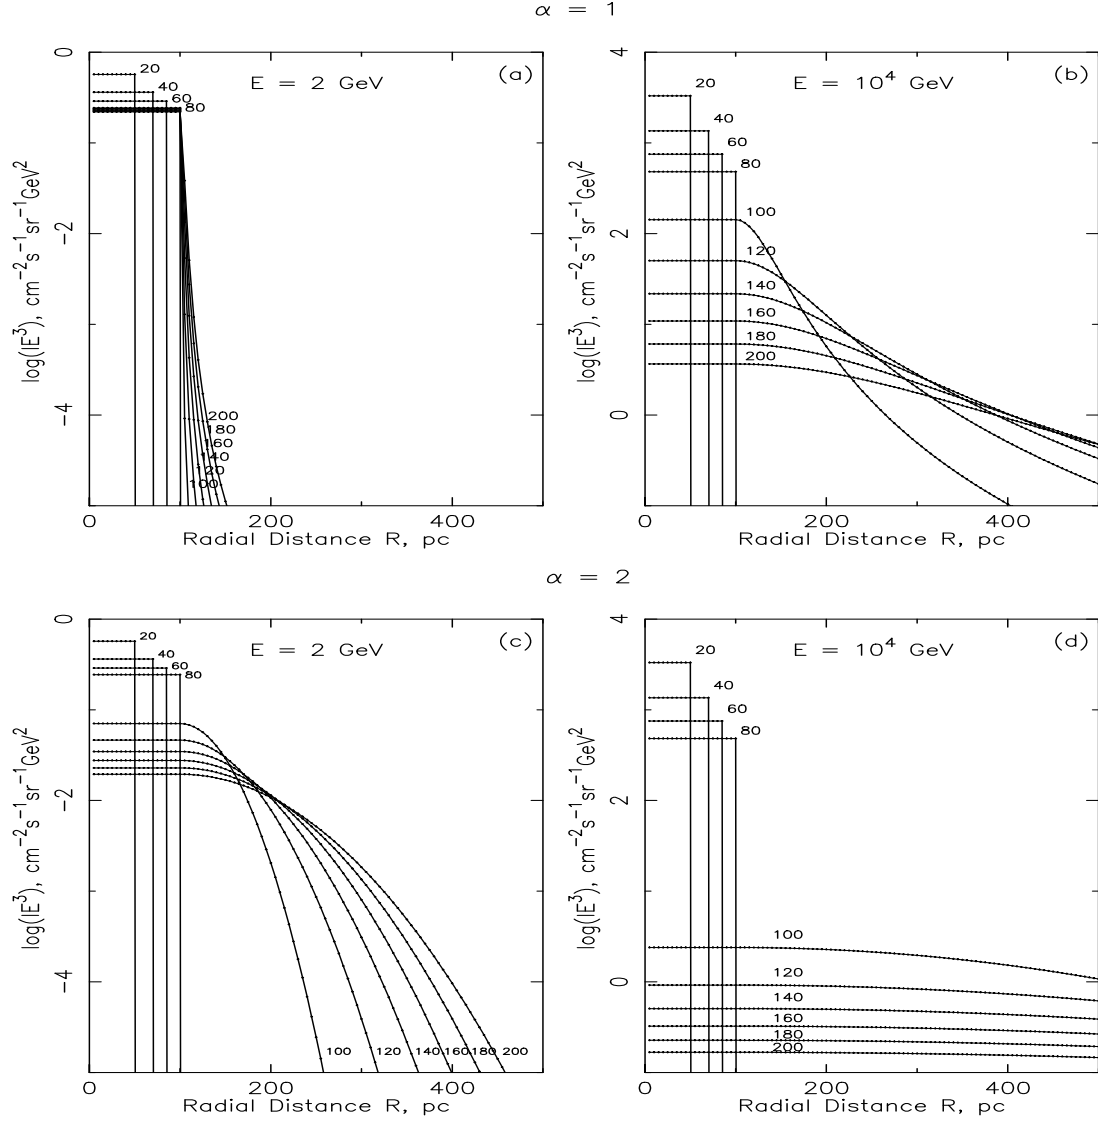 α = 1
0
-2
-4
log(IE³), cm⁻²s⁻¹sr⁻¹GeV²
E = 2 GeV
(a)
20
40
60
80
200
180
160
140
120
100
0 200 400
Radial Distance R, pc
4
2
0
log(IE³), cm⁻²s⁻¹sr⁻¹GeV²
E = 10⁴ GeV
(b)
20
40
60
80
100
120
140
160
180
200
0 200 400
Radial Distance R, pc
α = 2
0
-2
-4
log(IE³), cm⁻²s⁻¹sr⁻¹GeV²
E = 2 GeV
(c)
20
40
60
80
100 120 140 160 180 200
0 200 400
Radial Distance R, pc
4
2
0
log(IE³), cm⁻²s⁻¹sr⁻¹GeV²
E = 10⁴ GeV
(d)
20
40
60
80
100
120
140
160
180
200
0 200 400
Radial Distance R, pc